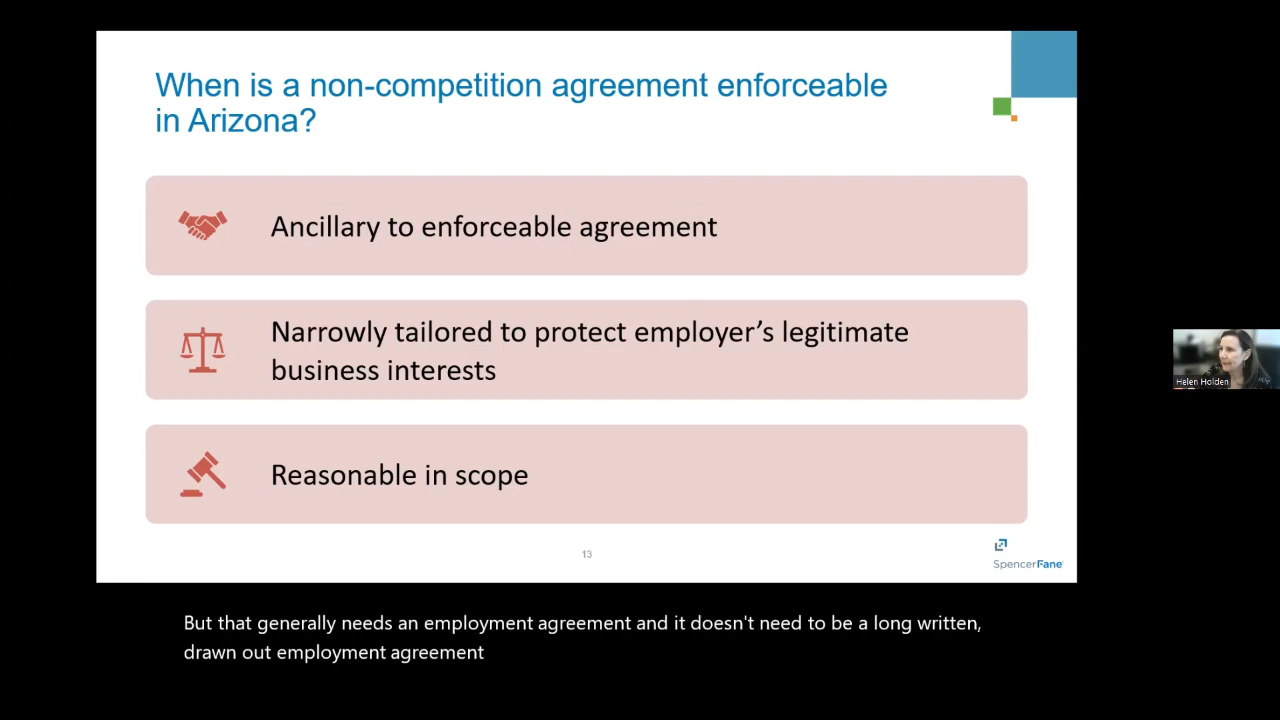 When is a non-competition agreement enforceable
in Arizona?
Ancillary to enforceable agreement
Narrowly tailored to protect employer’s legitimate
business interests
Reasonable in scope
13
SpencerFane
Helen Holden
But that generally needs an employment agreement and it doesn't need to be a long written,
drawn out employment agreement